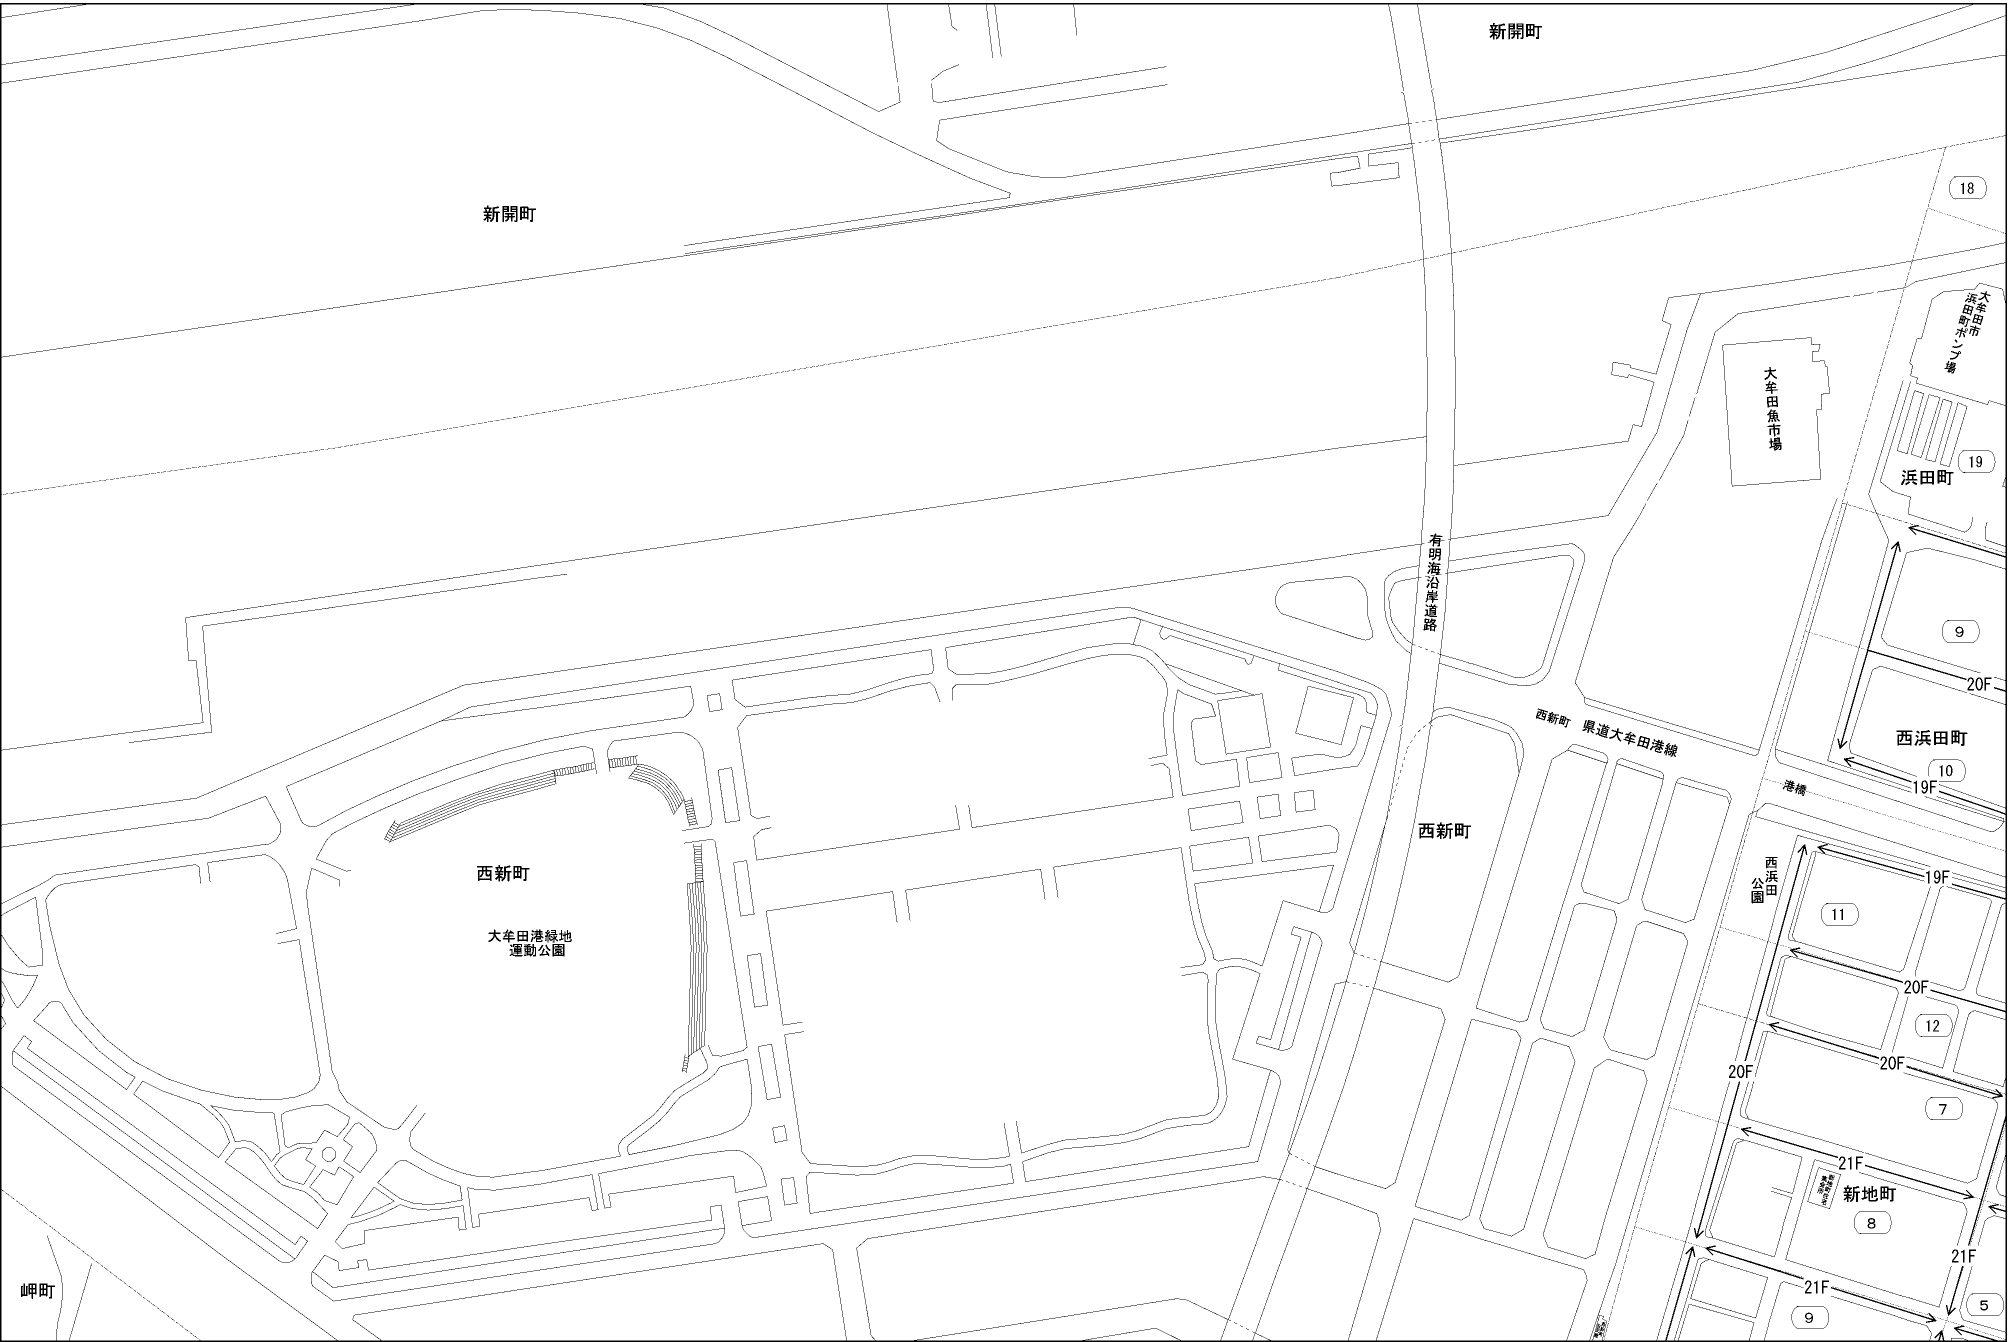 新開町
新開町
18
大牟田市
浜田町ポンプ場
大牟田魚市場
19
浜田町
有明海沿岸道路
9
20F
西新町 県道大牟田港線
西浜田町
10
19F
港橋
西新町
西新町
西浜田
公園
19F
11
大牟田港緑地
運動公園
20F
12
20F
20F
7
21F
新地町
8
21F
岬町
21F
9
5